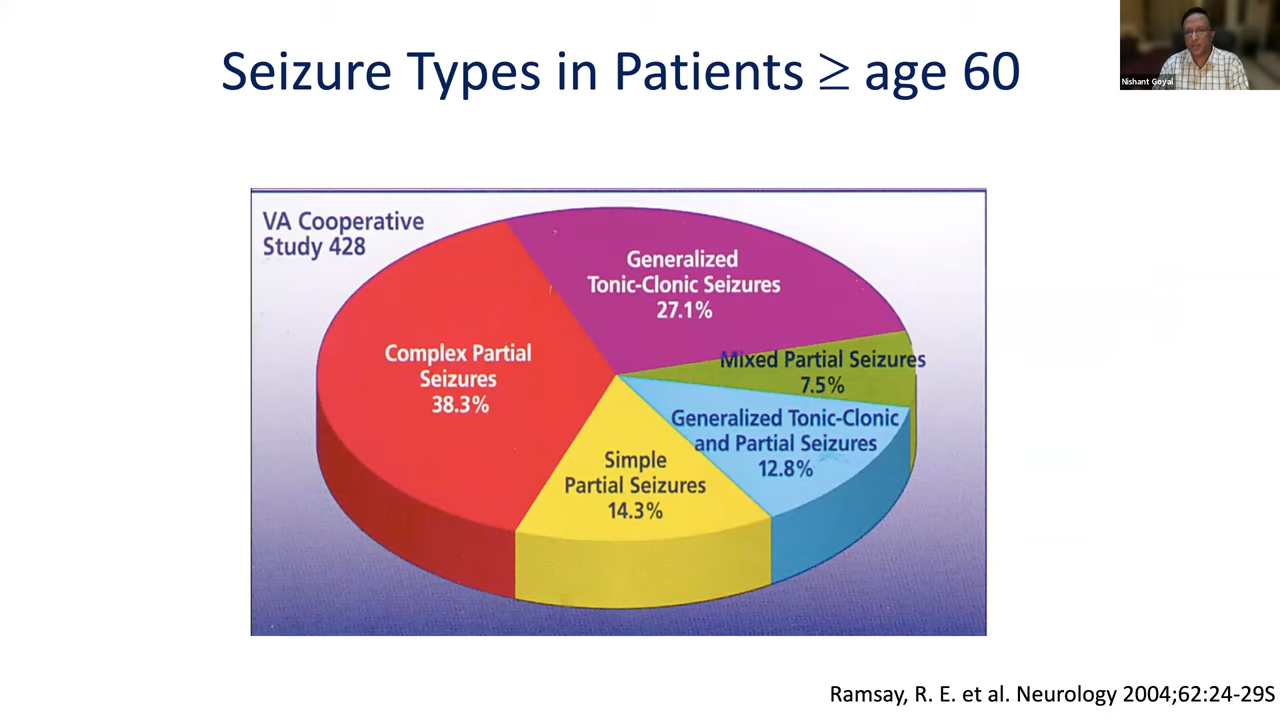 Seizure Types in Patients ≥ age 60
Nishant Goyal
VA Cooperative
Study 428
Generalized
Tonic-Clonic Seizures
27.1%
Complex Partial
Seizures
38.3%
Mixed Partial Seizures
7.5%
Generalized Tonic-Clonic
and Partial Seizures
12.8%
Simple
Partial Seizures
14.3%
Ramsay, R. E. et al. Neurology 2004;62:24-29S